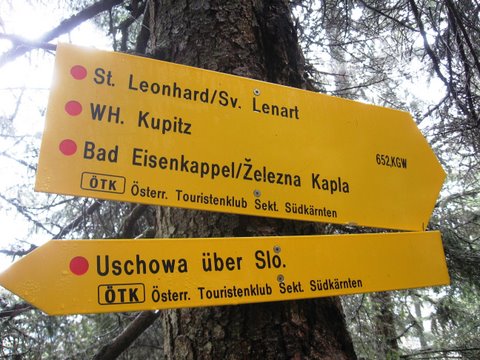 St. Leonhard/Sv. Lenart
WH. Kupitz
Bad Eisenkappel/Železna Kapla
652,KGW
ÖTK Österr. Touristenklub Sekt. Südkärnten
Uschowa über Slo.
ÖTK Österr. Touristenklub Sekt. Südkärnten